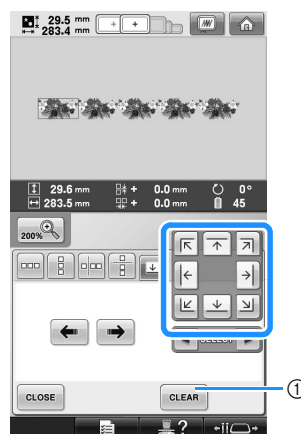 29.5 mm
283.4 mm
29.6 mm + 0.0 mm 0°
283.5 mm + 0.0 mm 45
200%
SELECT
CLOSE CLEAR
①
?